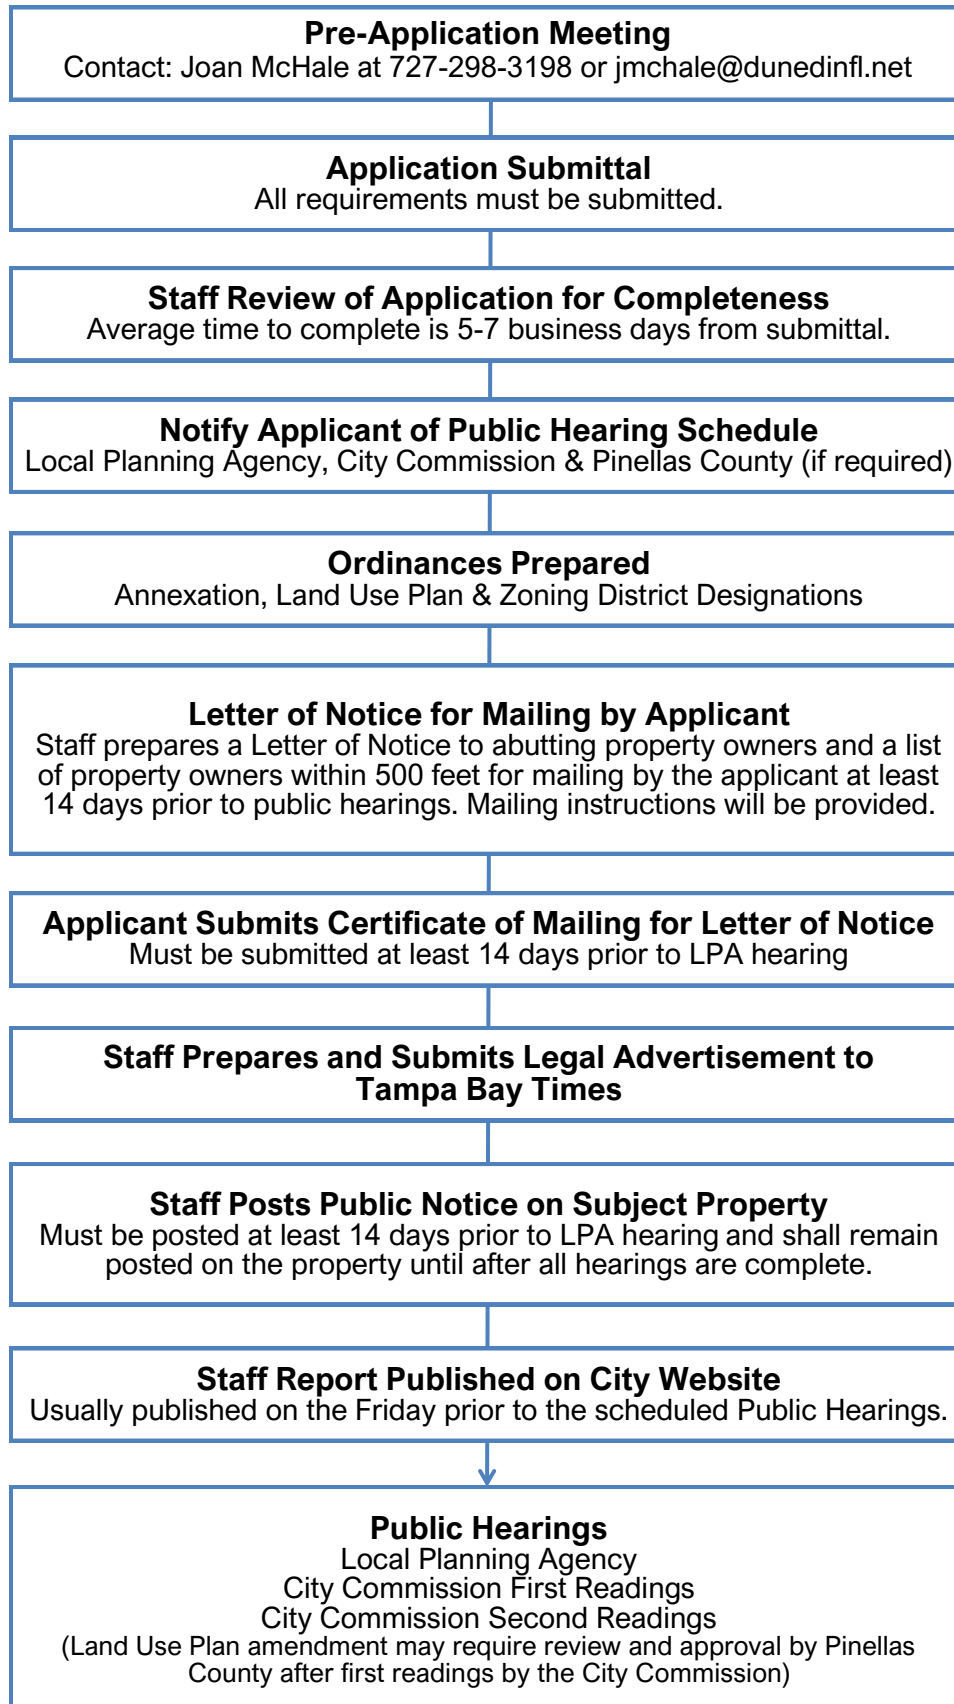 Pre-Application Meeting
Contact: Joan McHale at 727-298-3198 or jmchale@dunedinfl.net
Application Submittal
All requirements must be submitted.
Staff Review of Application for Completeness
Average time to complete is 5-7 business days from submittal.
Notify Applicant of Public Hearing Schedule
Local Planning Agency, City Commission & Pinellas County (if required)
Ordinances Prepared
Annexation, Land Use Plan & Zoning District Designations
Letter of Notice for Mailing by Applicant
Staff prepares a Letter of Notice to abutting property owners and a list
of property owners within 500 feet for mailing by the applicant at least
14 days prior to public hearings. Mailing instructions will be provided.
Applicant Submits Certificate of Mailing for Letter of Notice
Must be submitted at least 14 days prior to LPA hearing
Staff Prepares and Submits Legal Advertisement to
Tampa Bay Times
Staff Posts Public Notice on Subject Property
Must be posted at least 14 days prior to LPA hearing and shall remain
posted on the property until after all hearings are complete.
Staff Report Published on City Website
Usually published on the Friday prior to the scheduled Public Hearings.
Public Hearings
Local Planning Agency
City Commission First Readings
City Commission Second Readings
(Land Use Plan amendment may require review and approval by Pinellas
County after first readings by the City Commission)